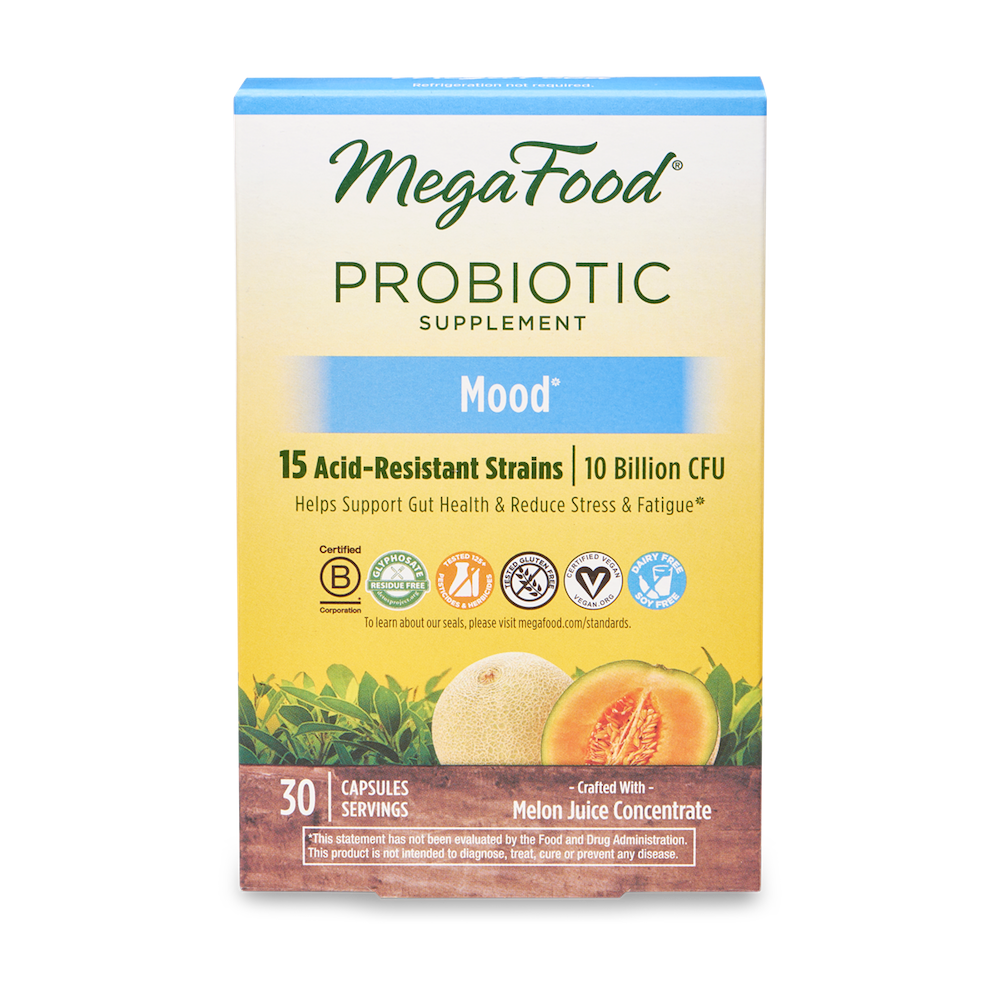 Refrigeration not required.
MegaFood®
PROBIOTIC
SUPPLEMENT
Mood*
15 Acid-Resistant Strains | 10 Billion CFU
Helps Support Gut Health & Reduce Stress & Fatigue*
Certified
B
Corporation
GLYPHOSATE
RESIDUE FREE
detoxproject.org
TESTED 125+
PESTICIDES & HERBICIDES
TESTED GLUTEN FREE
CERTIFIED VEGAN
V
VEGAN.ORG
DAIRY FREE
SOY FREE
To learn about our seals, please visit megafood.com/standards.
30 | CAPSULES
SERVINGS
- Crafted With -
Melon Juice Concentrate
*This statement has not been evaluated by the Food and Drug Administration.
This product is not intended to diagnose, treat, cure or prevent any disease.